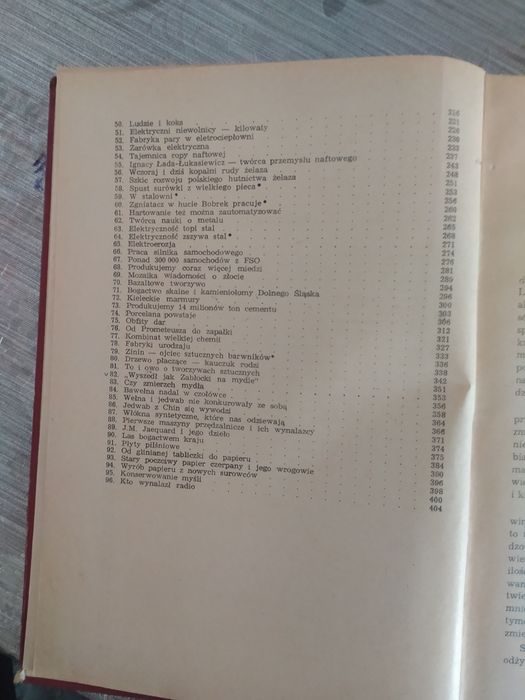 50. Ludzie i koks 216
51. Elektryczni niewolnicy — kilowaty 221
52. Fabryka pary w eletrociepłowni 226
53. Żarówka elektryczna 230
54. Tajemnica ropy naftowej 233
55. Ignacy Łada-Łukasiewicz — twórca przemysłu naftowego 237
56. Wczoraj i dziś kopalni rudy żelaza 243
57. Szkic rozwoju polskiego hutnictwa żelaza 248
58. Spust surówki z wielkiego pieca* 251
59. W stalowni* 253
60. Zgniatacz w hucie Bobrek pracuje* 256
61. Hartowanie też można zautomatyzować 260
62. Twórca nauki o metalu 262
63. Elektryczność topi stal 265
64. Elektryczność zszywa stal* 268
65. Elektroerozja 271
66. Praca silnika samochodowego 274
67. Ponad 300 000 samochodów z FSO 276
68. Produkujemy coraz więcej miedzi 281
69. Mozaika wiadomości o złocie 289
70. Bazaltowe tworzywo 294
71. Bogactwo skalne i kamieniołomy Dolnego Śląska 296
72. Kieleckie marmury 300
73. Produkujemy 14 milionów ton cementu 303
74. Porcelana powstaje 306
75. Obfity dar 312
76. Od Prometeusza do zapałki 321
77. Kombinat wielkiej chemii 327
78. Fabryki urodzaju 333
79. Zinin — ojciec sztucznych barwników* 336
80. Drzewo płaczące — kauczuk rodzi 338
81. To i owo o tworzywach sztucznych 342
82. „Wyszedł jak Zabłocki na mydle” 351
83. Czy zmierzch mydła 353
84. Bawełna nadal w czołówce 356
85. Wełna i jedwab nie konkurowały ze sobą 358
86. Jedwab z Chin się wywodzi 364
87. Włókna syntetyczne, które nas odziewają 366
88. Pierwsze maszyny przędzalnicze i ich wynalazcy 371
89. J.M. Jacquard i jego dzieło 374
90. Las bogactwem kraju 375
91. Płyty pilśniowe 384
92. Od glinianej tabliczki do papieru 390
93. Stary poczciwy papier czerpany i jego wrogowie 396
94. Wyrób papieru z nowych surowców 398
95. Konserwowanie myśli 400
96. Kto wynalazł radio 404